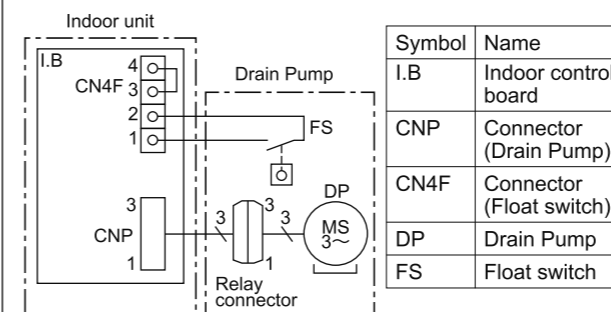 Indoor unit
I.B
CN4F
4
3
2
1
Drain Pump
FS
DP
MS
3~
CNP
3
1
3
3
3
1
Relay
connector
Symbol Name
I.B Indoor control
board
CNP Connector
(Drain Pump)
CN4F Connector
(Float switch)
DP Drain Pump
FS Float switch